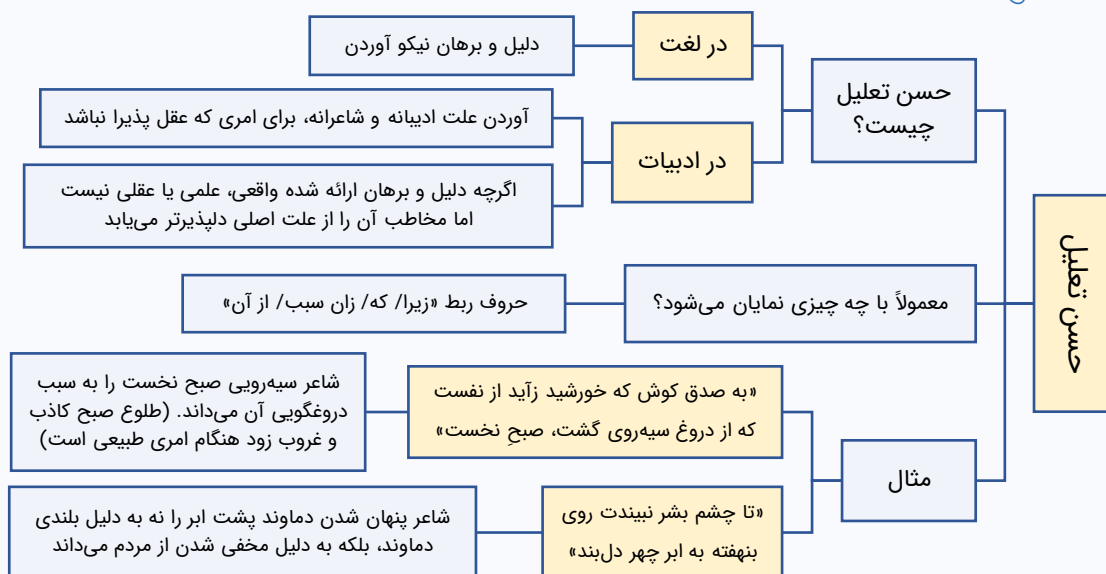 حسن تعلیل
حسن تعلیل
چیست؟
در لغت
دلیل و برهان نیکو آوردن
در ادبیات
آوردن علت ادیبانه و شاعرانه، برای امری که عقل پذیرا نباشد
اگرچه دلیل و برهان ارائه شده واقعی، علمی یا عقلی نیست
اما مخاطب آن را از علت اصلی دلپذیرتر می‌یابد
معمولاً با چه چیزی نمایان می‌شود؟
حروف ربط «زیرا/ که/ زان سبب/ از آن»
مثال
«به صدق کوش که خورشید زآید از نفست
که از دروغ سیه‌روی گشت، صبحِ نخست»
شاعر سیه‌رویی صبح نخست را به سبب
دروغگویی آن می‌داند. (طلوع صبح کاذب
و غروب زود هنگام امری طبیعی است)
«تا چشم بشر نبیندت روی
بنهفته به ابر چهر دل‌بند»
شاعر پنهان شدن دماوند پشت ابر را نه به دلیل بلندی
دماوند، بلکه به دلیل مخفی شدن از مردم می‌داند